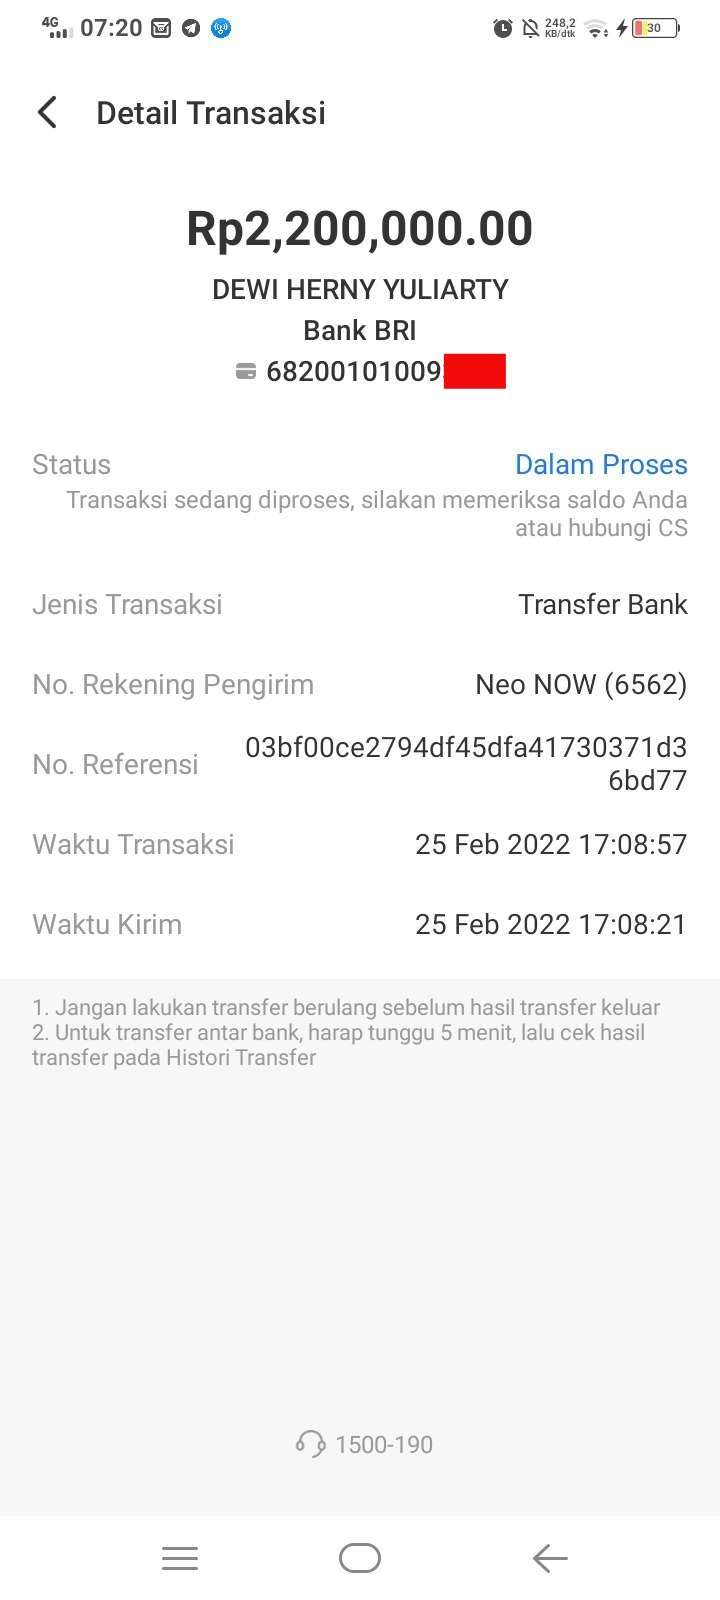 4G 07:20 248,2 KB/dtk 30
Detail Transaksi
Rp2,200,000.00
DEWI HERNY YULIARTY
Bank BRI
68200101009
Status Dalam Proses
Transaksi sedang diproses, silakan memeriksa saldo Anda
atau hubungi CS
Jenis Transaksi Transfer Bank
No. Rekening Pengirim Neo NOW (6562)
No. Referensi 03bf00ce2794df45dfa41730371d3
6bd77
Waktu Transaksi 25 Feb 2022 17:08:57
Waktu Kirim 25 Feb 2022 17:08:21
1. Jangan lakukan transfer berulang sebelum hasil transfer keluar
2. Untuk transfer antar bank, harap tunggu 5 menit, lalu cek hasil
transfer pada Histori Transfer
1500-190